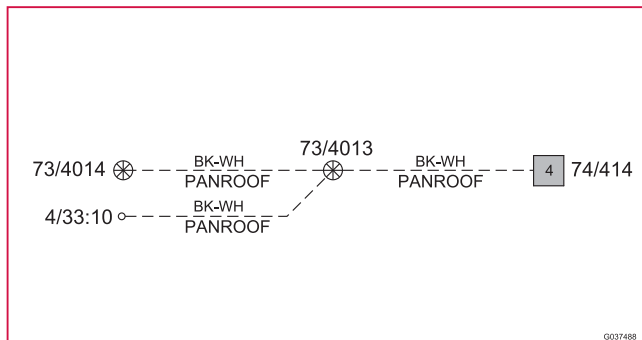 73/4013
73/4014
BK-WH
PANROOF
BK-WH
PANROOF
4
74/414
4/33:10
BK-WH
PANROOF
G037488